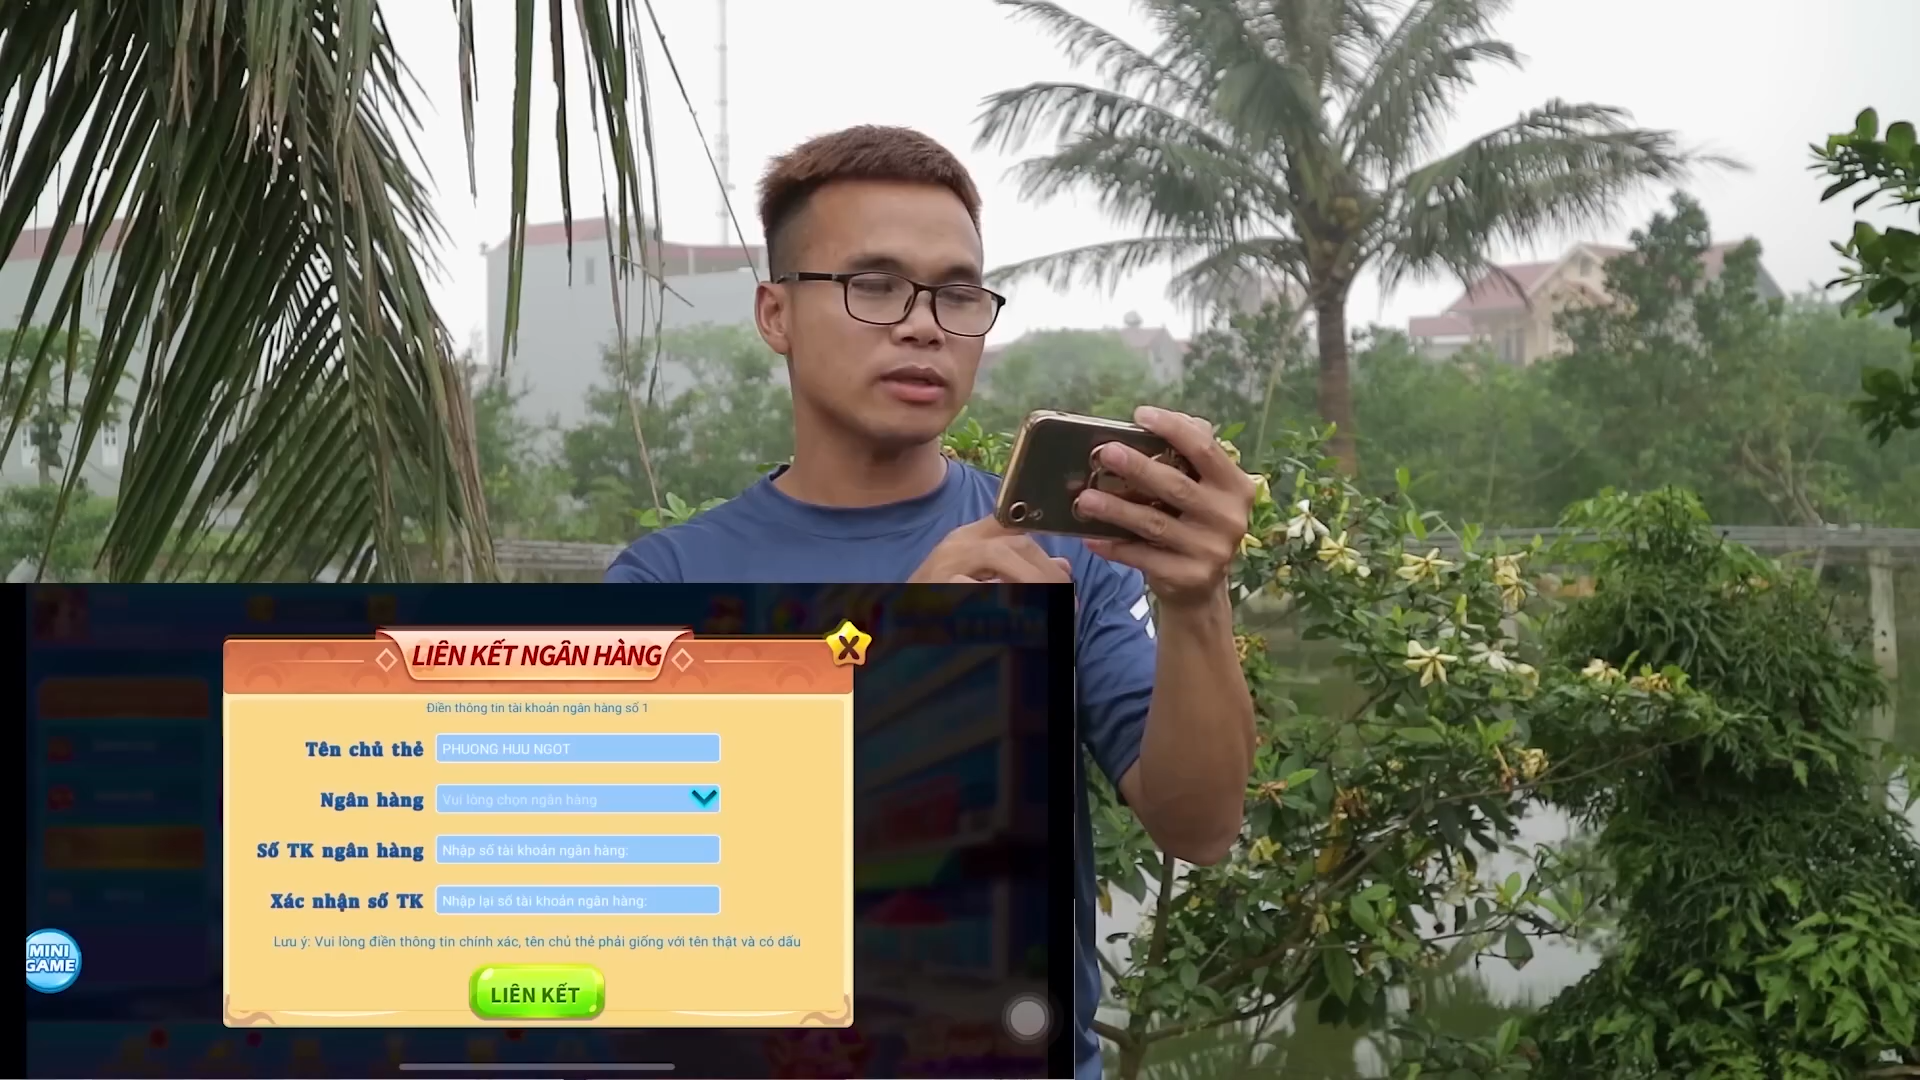 LIÊN KẾT NGÂN HÀNG
Điền thông tin tài khoản ngân hàng số 1
Tên chủ thẻ PHUONG HUU NGOT
Ngân hàng Vui lòng chọn ngân hàng
Số TK ngân hàng Nhập số tài khoản ngân hàng:
Xác nhận số TK Nhập lại số tài khoản ngân hàng:
Lưu ý: Vui lòng điền thông tin chính xác, tên chủ thẻ phải giống với tên thật và có dấu
MINI
GAME
LIÊN KẾT